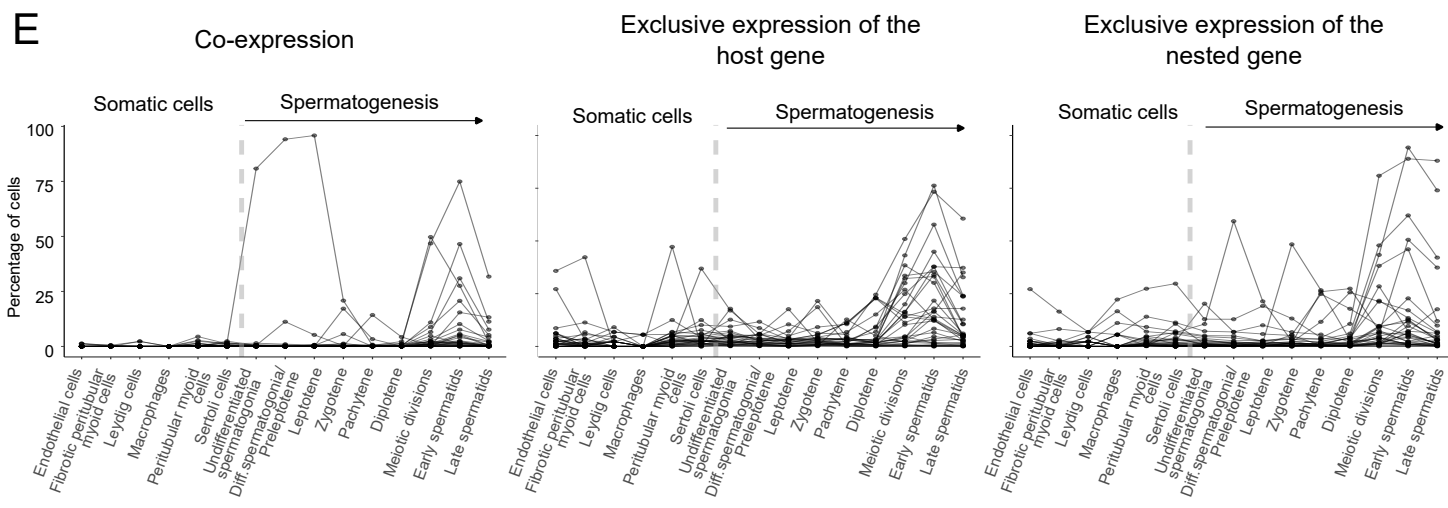 E
Co-expression
Somatic cells
Spermatogenesis
Percentage of cells
100
75
50
25
0
Endothelial cells
Fibrotic peritubular
myoid cells
Leydig cells
Macrophages
Peritubular myoid
cells
Sertoli cells
Undifferentiated
spermatogonia
Diff.spermatogonia/
Preleptotene
Leptotene
Zygotene
Pachytene
Diplotene
Meiotic divisions
Early spermatids
Late spermatids
Exclusive expression of the
host gene
Somatic cells
Spermatogenesis
Endothelial cells
Fibrotic peritubular
myoid cells
Leydig cells
Macrophages
Peritubular myoid
cells
Sertoli cells
Undifferentiated
spermatogonia
Diff.spermatogonia/
Preleptotene
Leptotene
Zygotene
Pachytene
Diplotene
Meiotic divisions
Early spermatids
Late spermatids
Exclusive expression of the
nested gene
Somatic cells
Spermatogenesis
Endothelial cells
Fibrotic peritubular
myoid cells
Leydig cells
Macrophages
Peritubular myoid
cells
Sertoli cells
Undifferentiated
spermatogonia
Diff.spermatogonia/
Preleptotene
Leptotene
Zygotene
Pachytene
Diplotene
Meiotic divisions
Early spermatids
Late spermatids